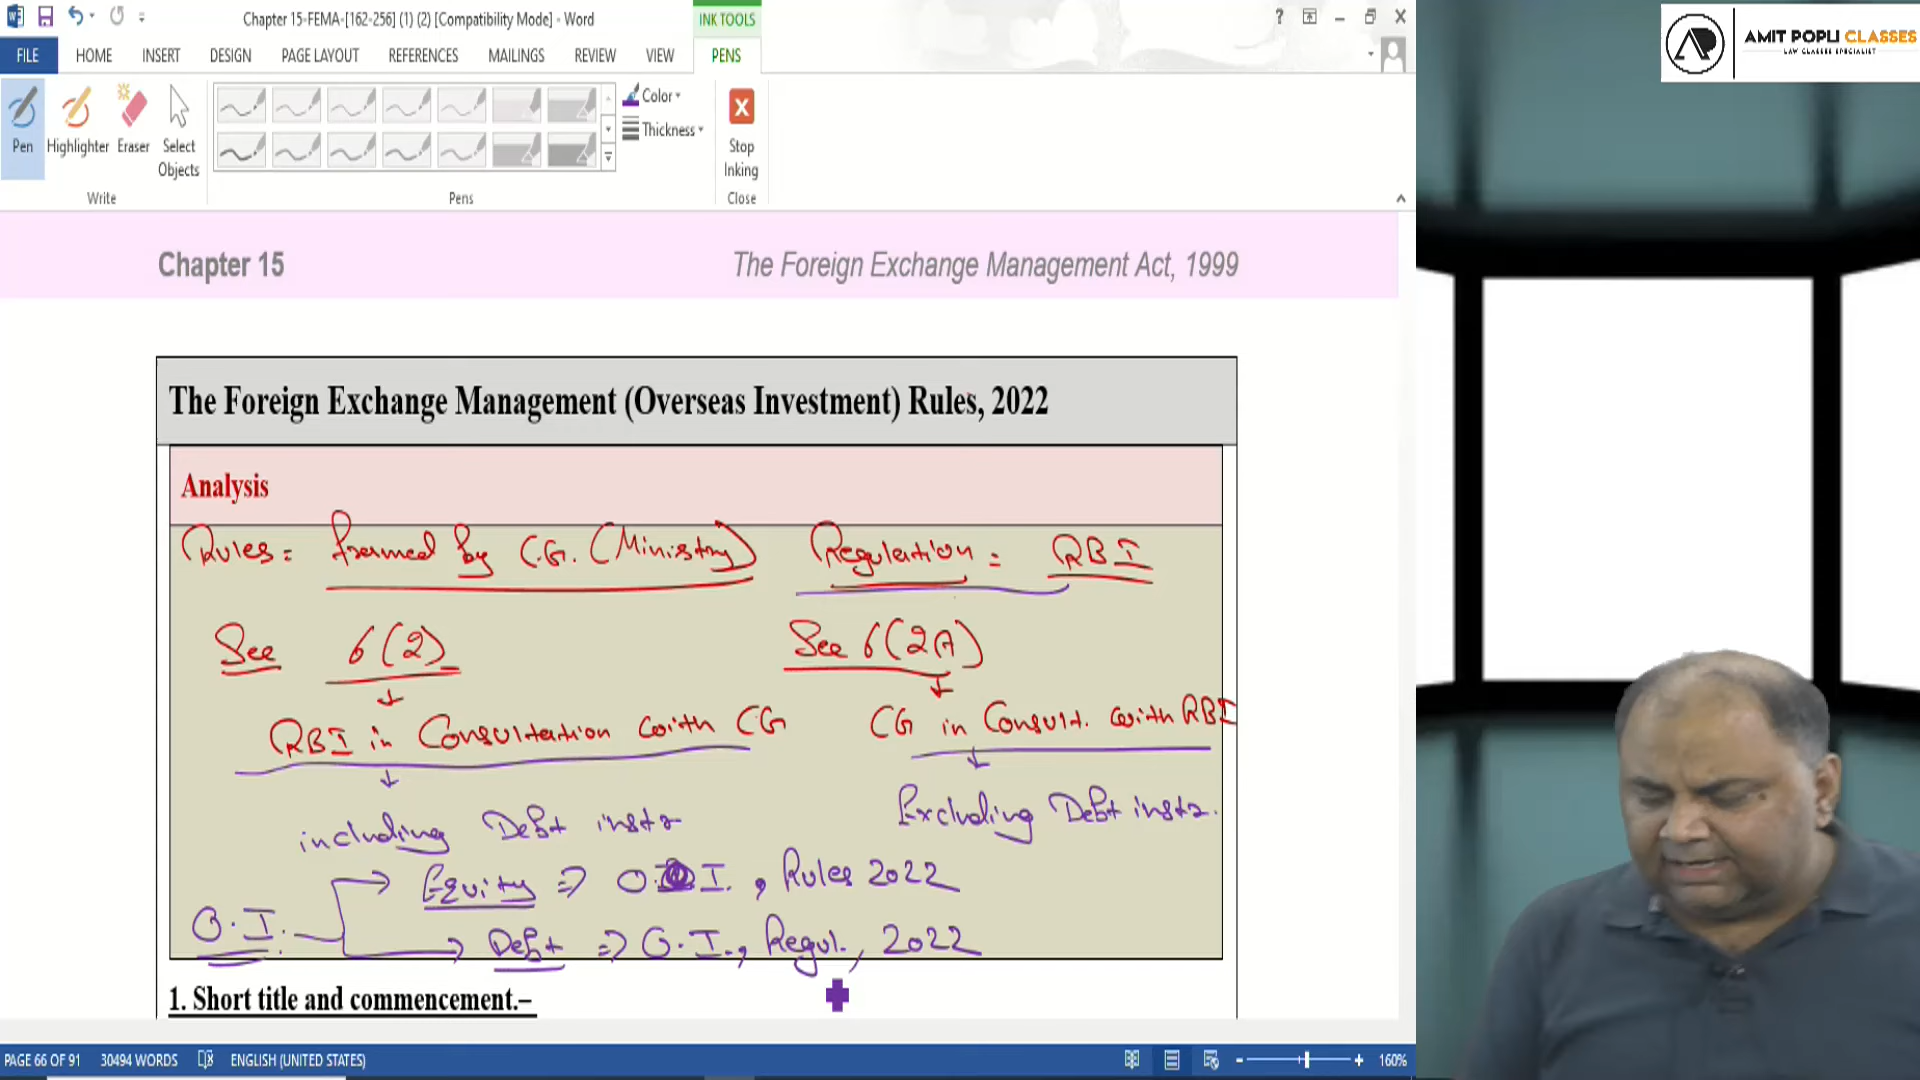 Chapter 15-FEMA-[162-256] (1) (2) [Compatibility Mode] - Word
INK TOOLS
?
AMIT POPLI CLASSES
LAW CLASSES SPECIALIST
FILE HOME INSERT DESIGN PAGE LAYOUT REFERENCES MAILINGS REVIEW VIEW PENS
Pen Highlighter Eraser Select Objects
Color
Thickness
Stop Inking
Write Pens Close
Chapter 15 The Foreign Exchange Management Act, 1999
The Foreign Exchange Management (Overseas Investment) Rules, 2022
Analysis
Rules = framed by C.G. (Ministry) Regulation = RBI
See 6(2) See 6(2A)
RBI in Consultation with CG CG in Consult. with RBI
including Debt instr Excluding Debt instr.
Equity ⇒ O. I., Rules 2022
O.I.
Debt ⇒ O.I., Regul., 2022
1. Short title and commencement.–
PAGE 66 OF 91 30494 WORDS ENGLISH (UNITED STATES) 160%